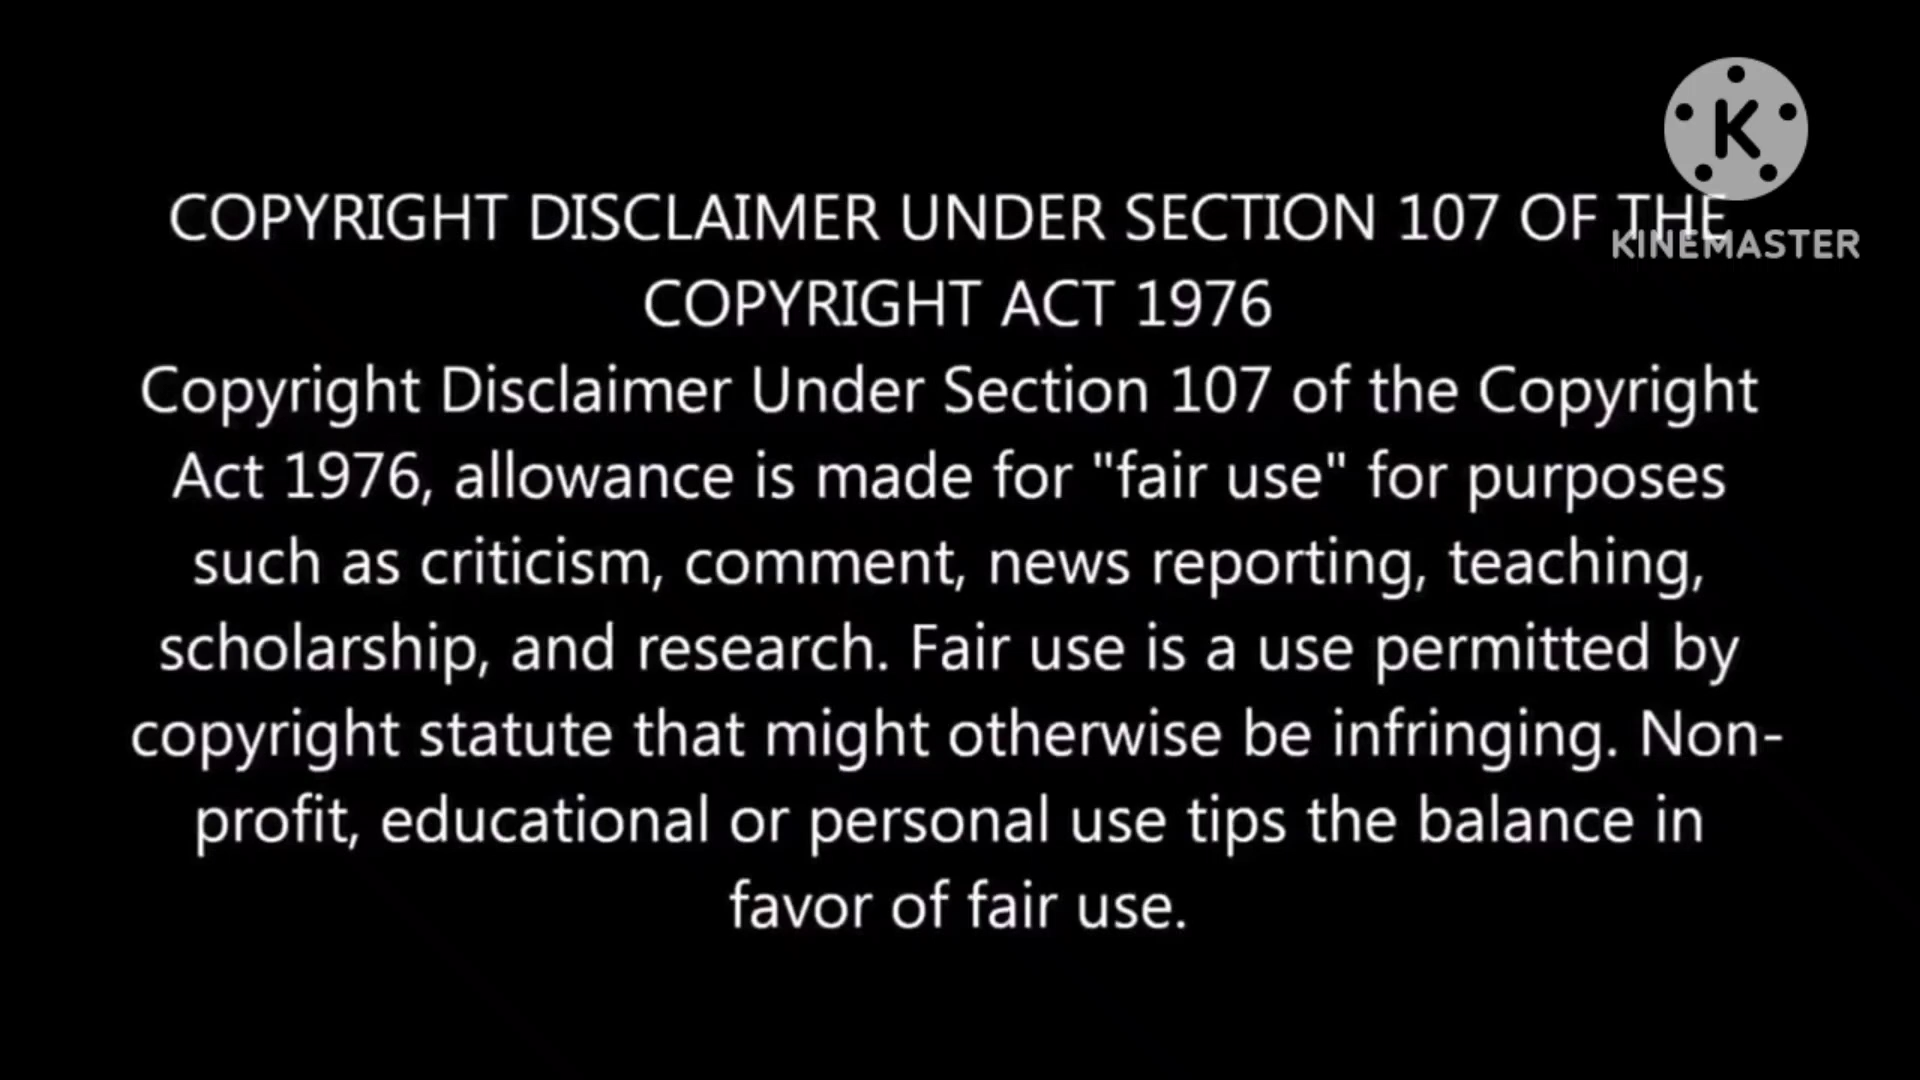 K
KINEMASTER
COPYRIGHT DISCLAIMER UNDER SECTION 107 OF THE
COPYRIGHT ACT 1976
Copyright Disclaimer Under Section 107 of the Copyright
Act 1976, allowance is made for "fair use" for purposes
such as criticism, comment, news reporting, teaching,
scholarship, and research. Fair use is a use permitted by
copyright statute that might otherwise be infringing. Non-
profit, educational or personal use tips the balance in
favor of fair use.